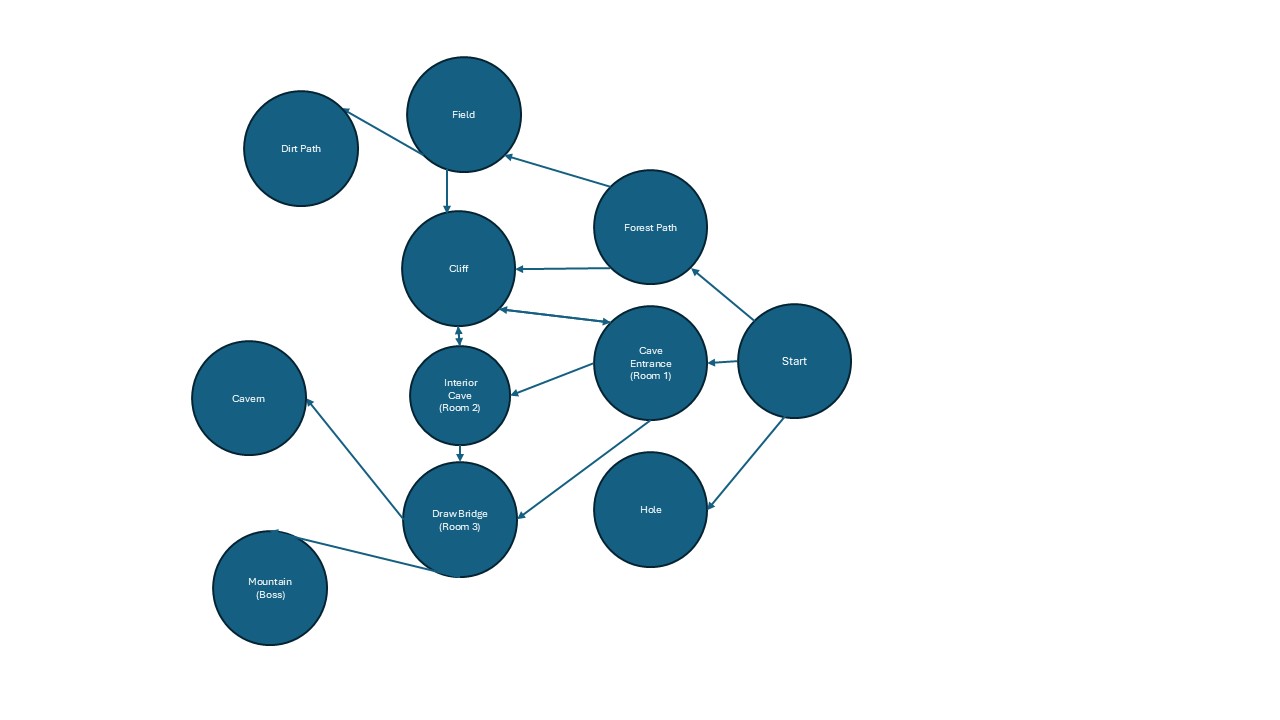 Field
Dirt Path
Forest Path
Cliff
Cave
Entrance
(Room 1)
Start
Interior
Cave
(Room 2)
Cavern
Draw Bridge
(Room 3)
Hole
Mountain
(Boss)